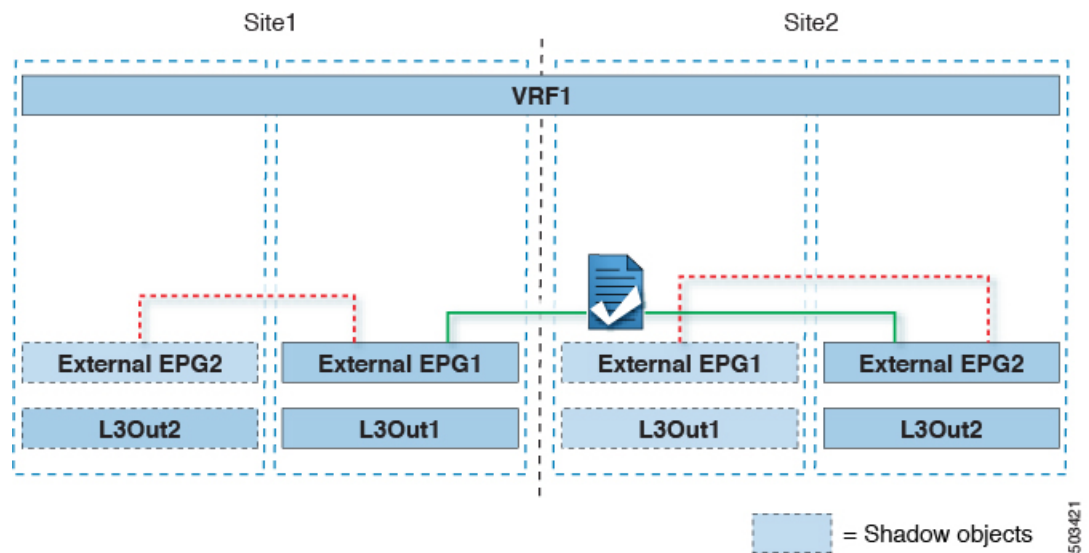 Site1
Site2
VRF1
External EPG2
External EPG1
External EPG1
External EPG2
L3Out2
L3Out1
L3Out1
L3Out2
= Shadow objects
503421